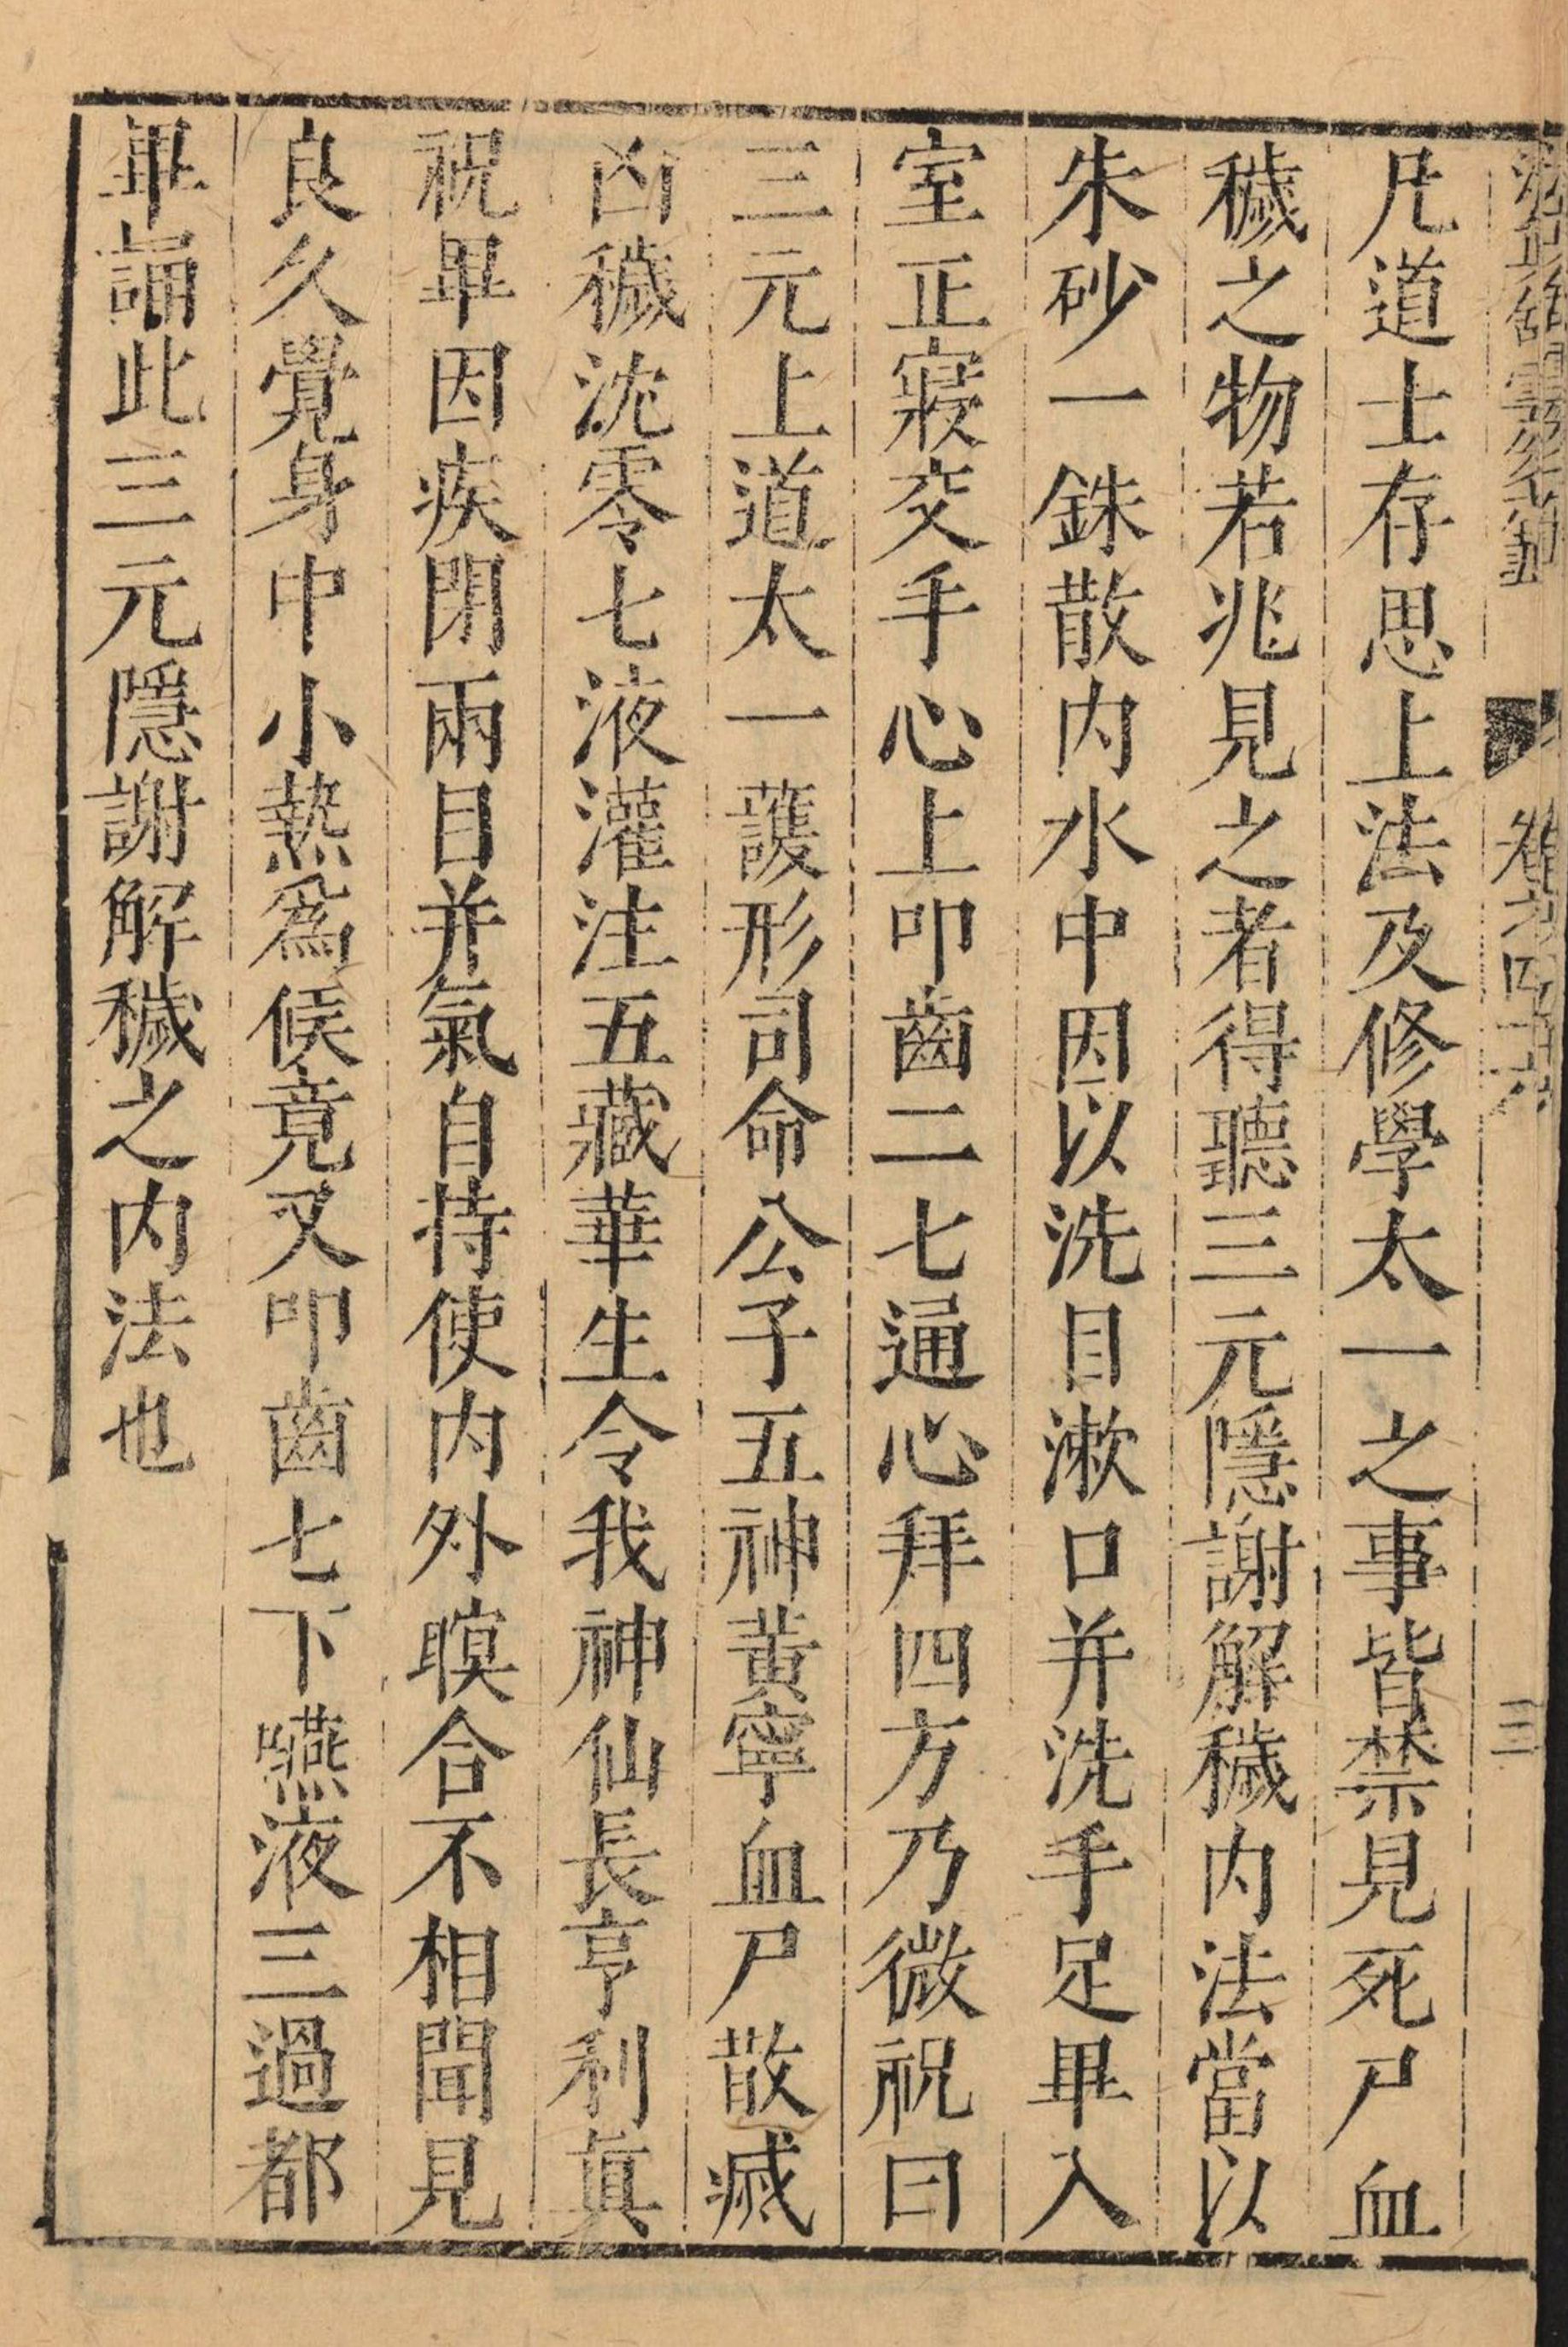 卷之四十六
三
凡道士存思上法及修學太一之事皆禁見死尸血
穢之物若兆見之者得聽三元隱謝解穢内法當以
朱砂一銖散内水中因以洗目漱口并洗手足畢入
室正寢交手心上叩齒二七通心拜四方乃微祝曰
三元上道太一護形司命公子五神黃寧血尸散滅
凶穢沈零七液灌注五藏華生令我神仙長亨利真
祝畢因疾閉兩目并氣自持使内外暝合不相聞見
良久覺身中小熱爲候竟又叩齒七下嚥液三過都
畢誦此三元隱謝解穢之内法也